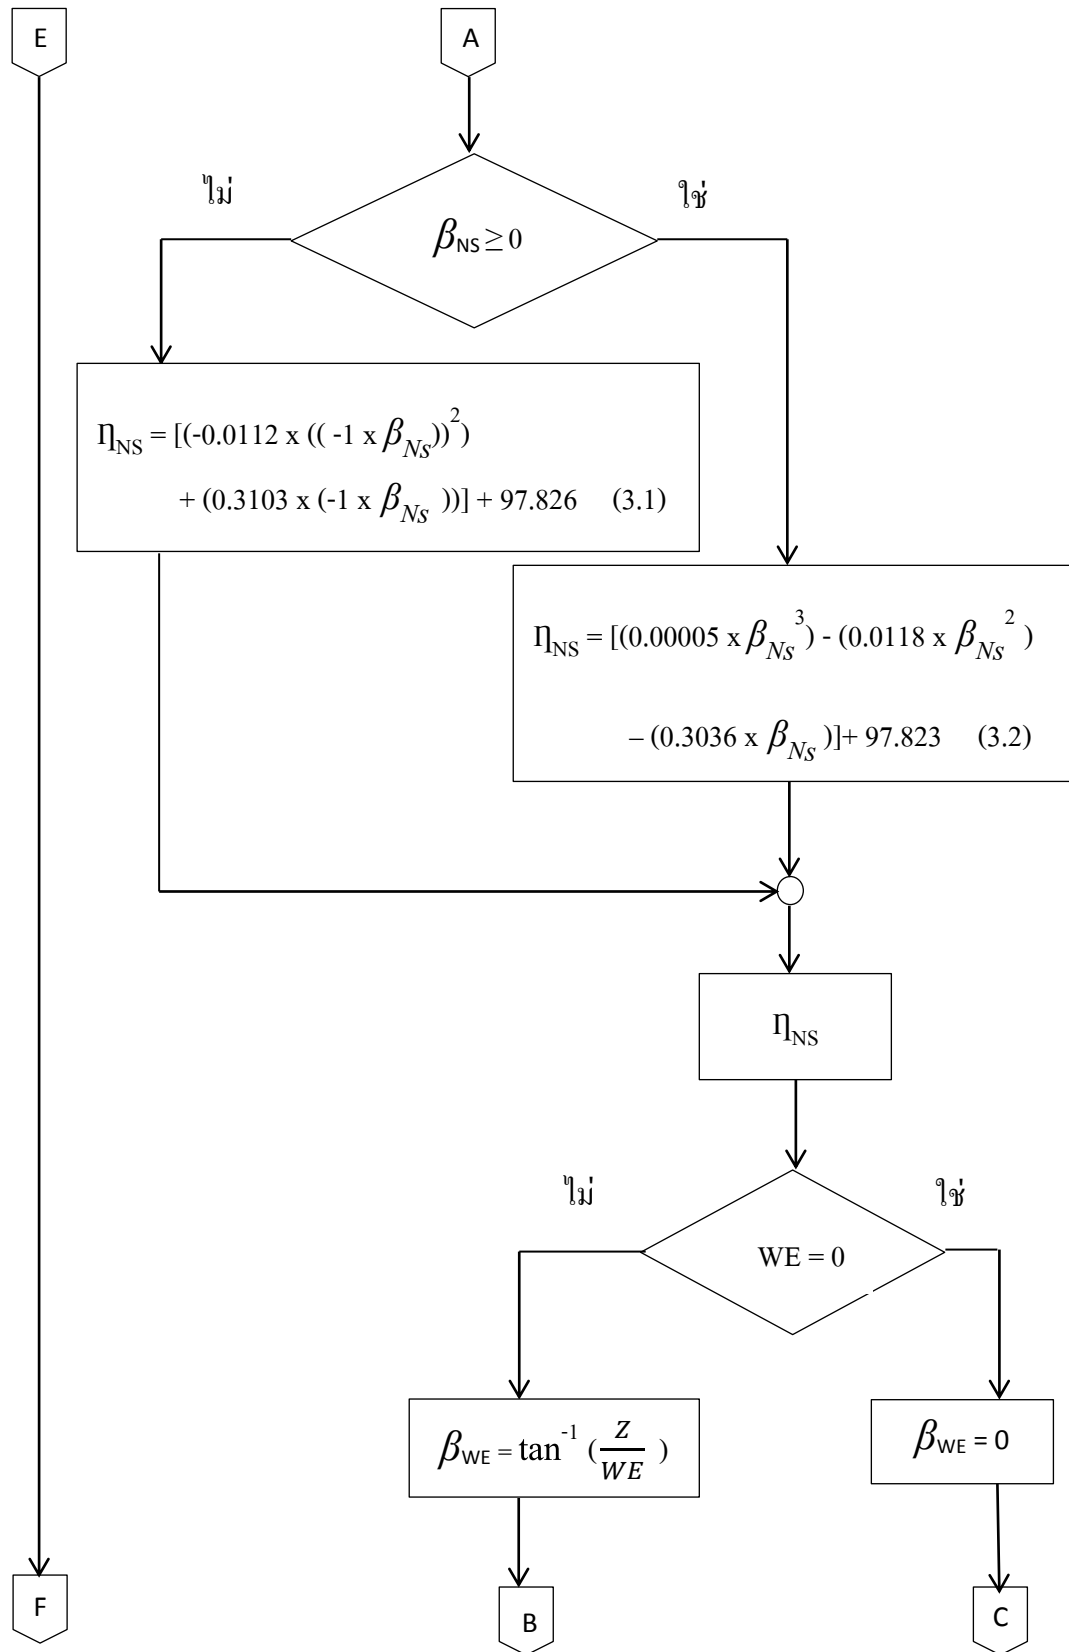 E
A
ไม่
ใช่
βNS ≥ 0
ηNS = [(-0.0112 x (( -1 x βNs))²)
+ (0.3103 x (-1 x βNs ))] + 97.826 (3.1)
ηNS = [(0.00005 x βNs³) - (0.0118 x βNs² )
– (0.3036 x βNs )]+ 97.823 (3.2)
ηNS
ไม่
ใช่
WE = 0
βWE = tan⁻¹ (Z/WE )
βWE = 0
F
B
C